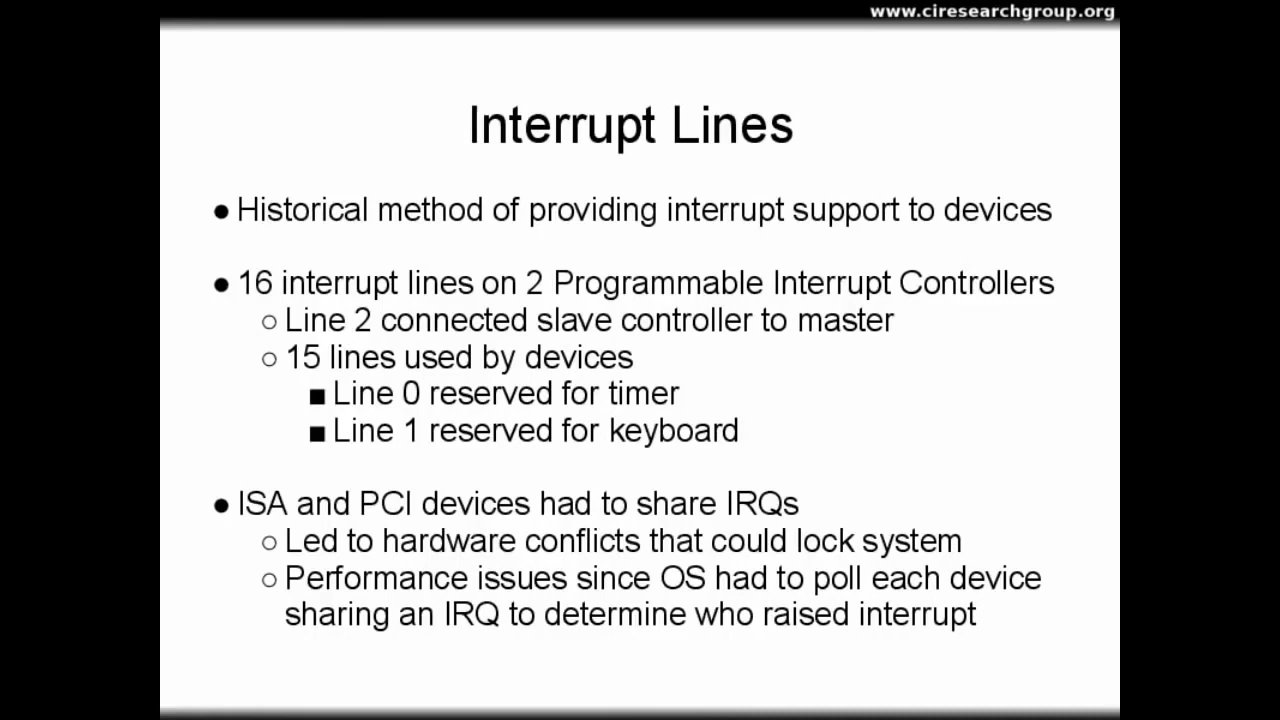 www.ciresearchgroup.org
Interrupt Lines
● Historical method of providing interrupt support to devices
● 16 interrupt lines on 2 Programmable Interrupt Controllers
○ Line 2 connected slave controller to master
○ 15 lines used by devices
■ Line 0 reserved for timer
■ Line 1 reserved for keyboard
● ISA and PCI devices had to share IRQs
○ Led to hardware conflicts that could lock system
○ Performance issues since OS had to poll each device
sharing an IRQ to determine who raised interrupt